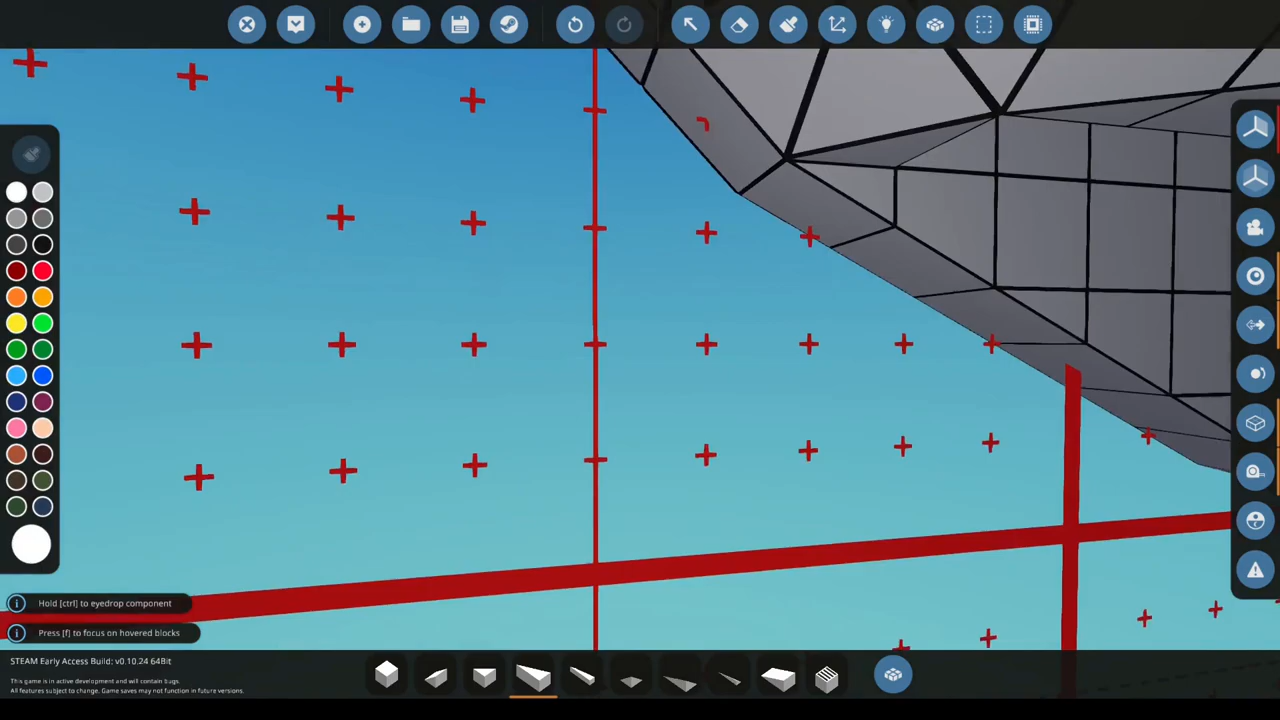 Hold [ctrl] to eyedrop component
Press [f] to focus on hovered blocks
STEAM Early Access Build: v0.10.24 64Bit
This game is in active development and will contain bugs.
All features subject to change. Game saves may not function in future versions.